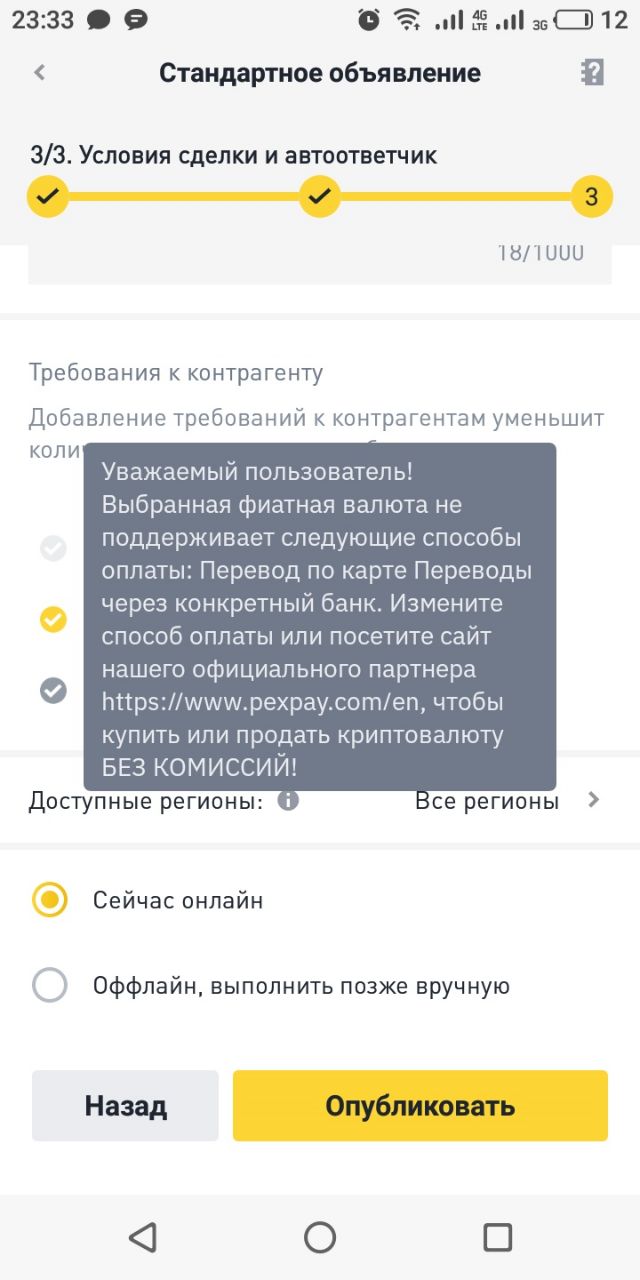 23:33 4G LTE 3G 12
Стандартное объявление
3/3. Условия сделки и автоответчик
3
18/1000
Требования к контрагенту
Добавление требований к контрагентам уменьшит
Уважаемый пользователь!
Выбранная фиатная валюта не
поддерживает следующие способы
оплаты: Перевод по карте Переводы
через конкретный банк. Измените
способ оплаты или посетите сайт
нашего официального партнера
https://www.pexpay.com/en, чтобы
купить или продать криптовалюту
БЕЗ КОМИССИЙ!
Доступные регионы: Все регионы
Сейчас онлайн
Оффлайн, выполнить позже вручную
Назад Опубликовать